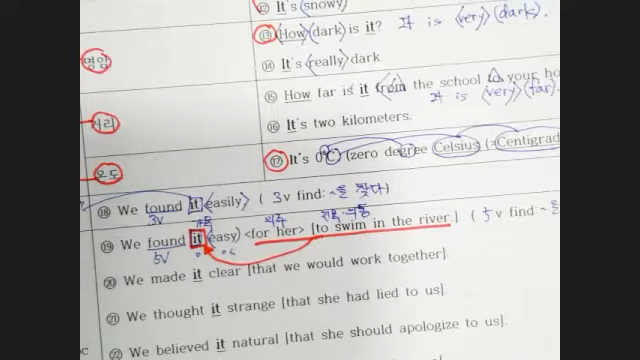 ⑫ It's 〈snowy〉
⑬ 〈How〉 (dark) is it? It is 〈very〉 (dark).
명암
⑭ It's 〈really〉 dark.
⑮ How far is it from the school to your ho
It is 〈very〉 (far).
거리
⑯ It's two kilometers.
⑰ It's 0℃ (zero degree Celsius (=Centigrad
온도
⑱ We found it 〈easily〉 ( 3v find: ~을 찾다)
3v
⑲ We found it (easy) <for her> [to swim in the river.] ( 5v find: ~을
5v o oc
⑳ We made it clear [that we would work together].
㉑ We thought it strange [that she had lied to us].
㉒ We believed it natural [that she should apologize to us].